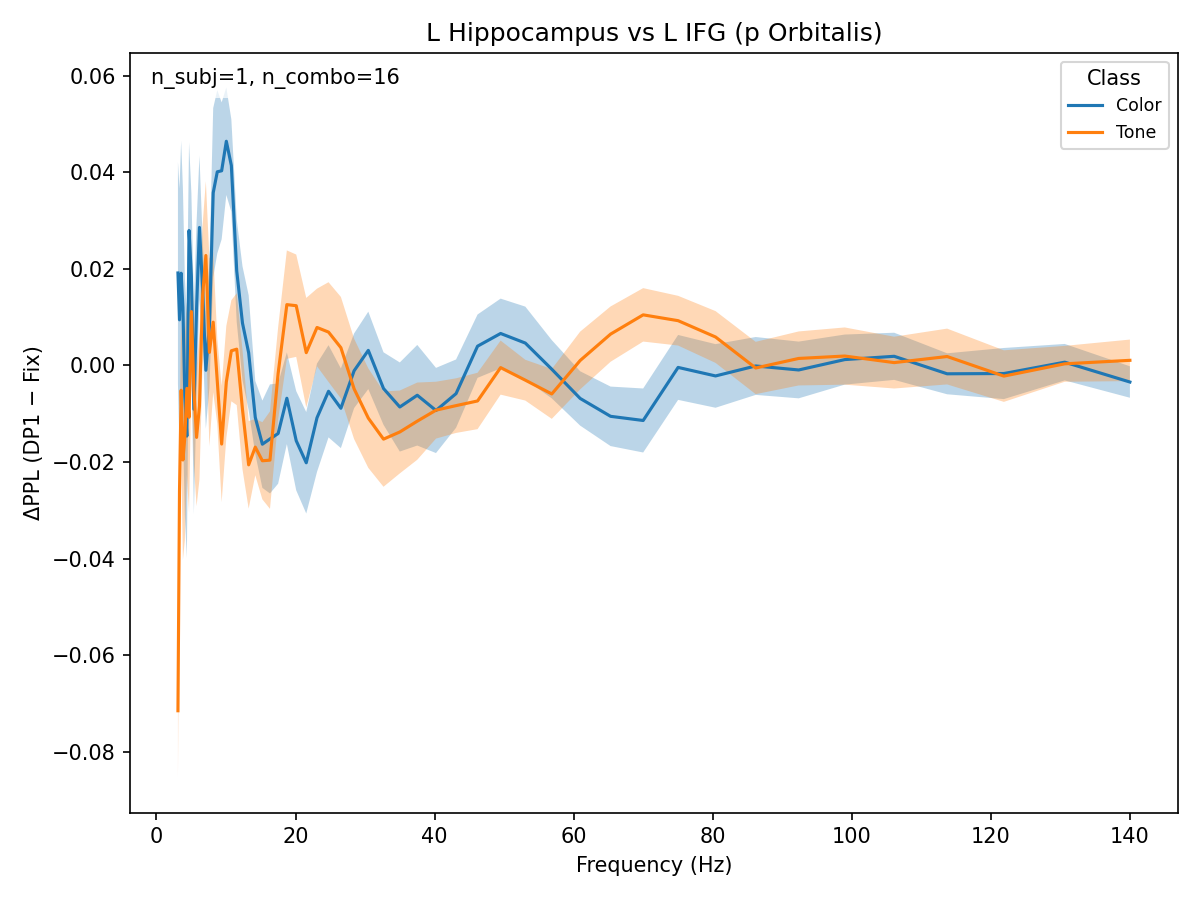 L Hippocampus vs L IFG (p Orbitalis)
n_subj=1, n_combo=16
Class
Color
Tone
ΔPPL (DP1 − Fix)
0.06
0.04
0.02
0.00
−0.02
−0.04
−0.06
−0.08
0 20 40 60 80 100 120 140
Frequency (Hz)